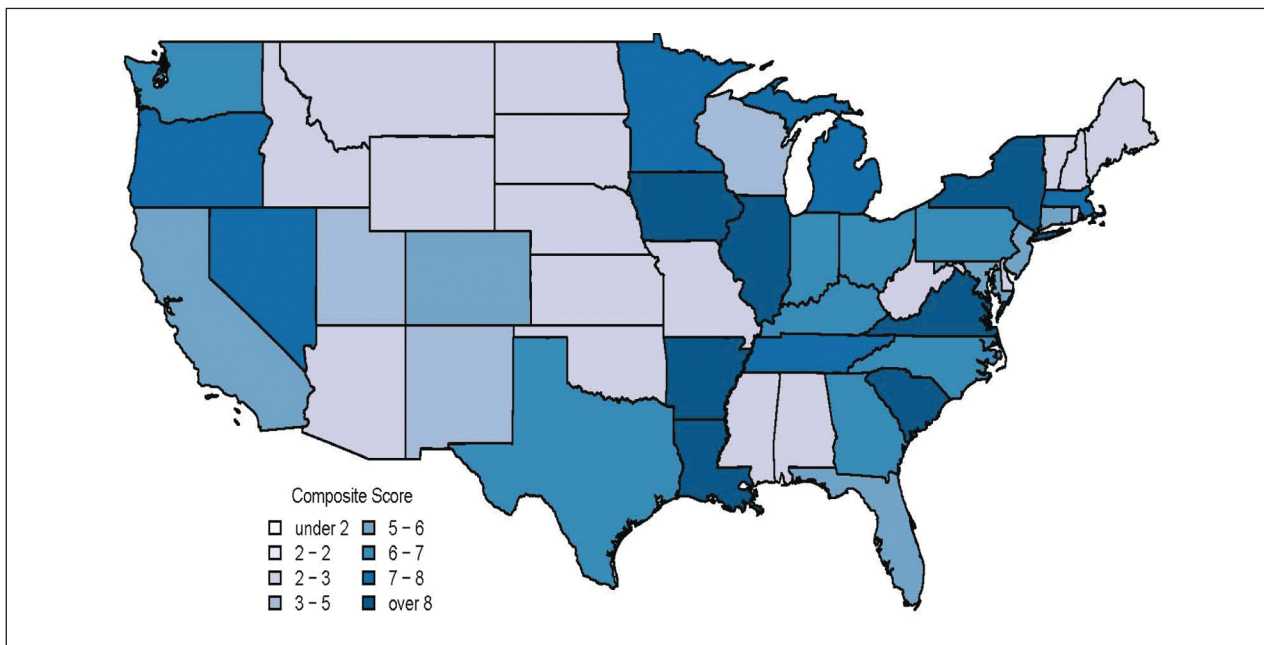 Composite Score
under 2
2 – 2
2 – 3
3 – 5
5 – 6
6 – 7
7 – 8
over 8